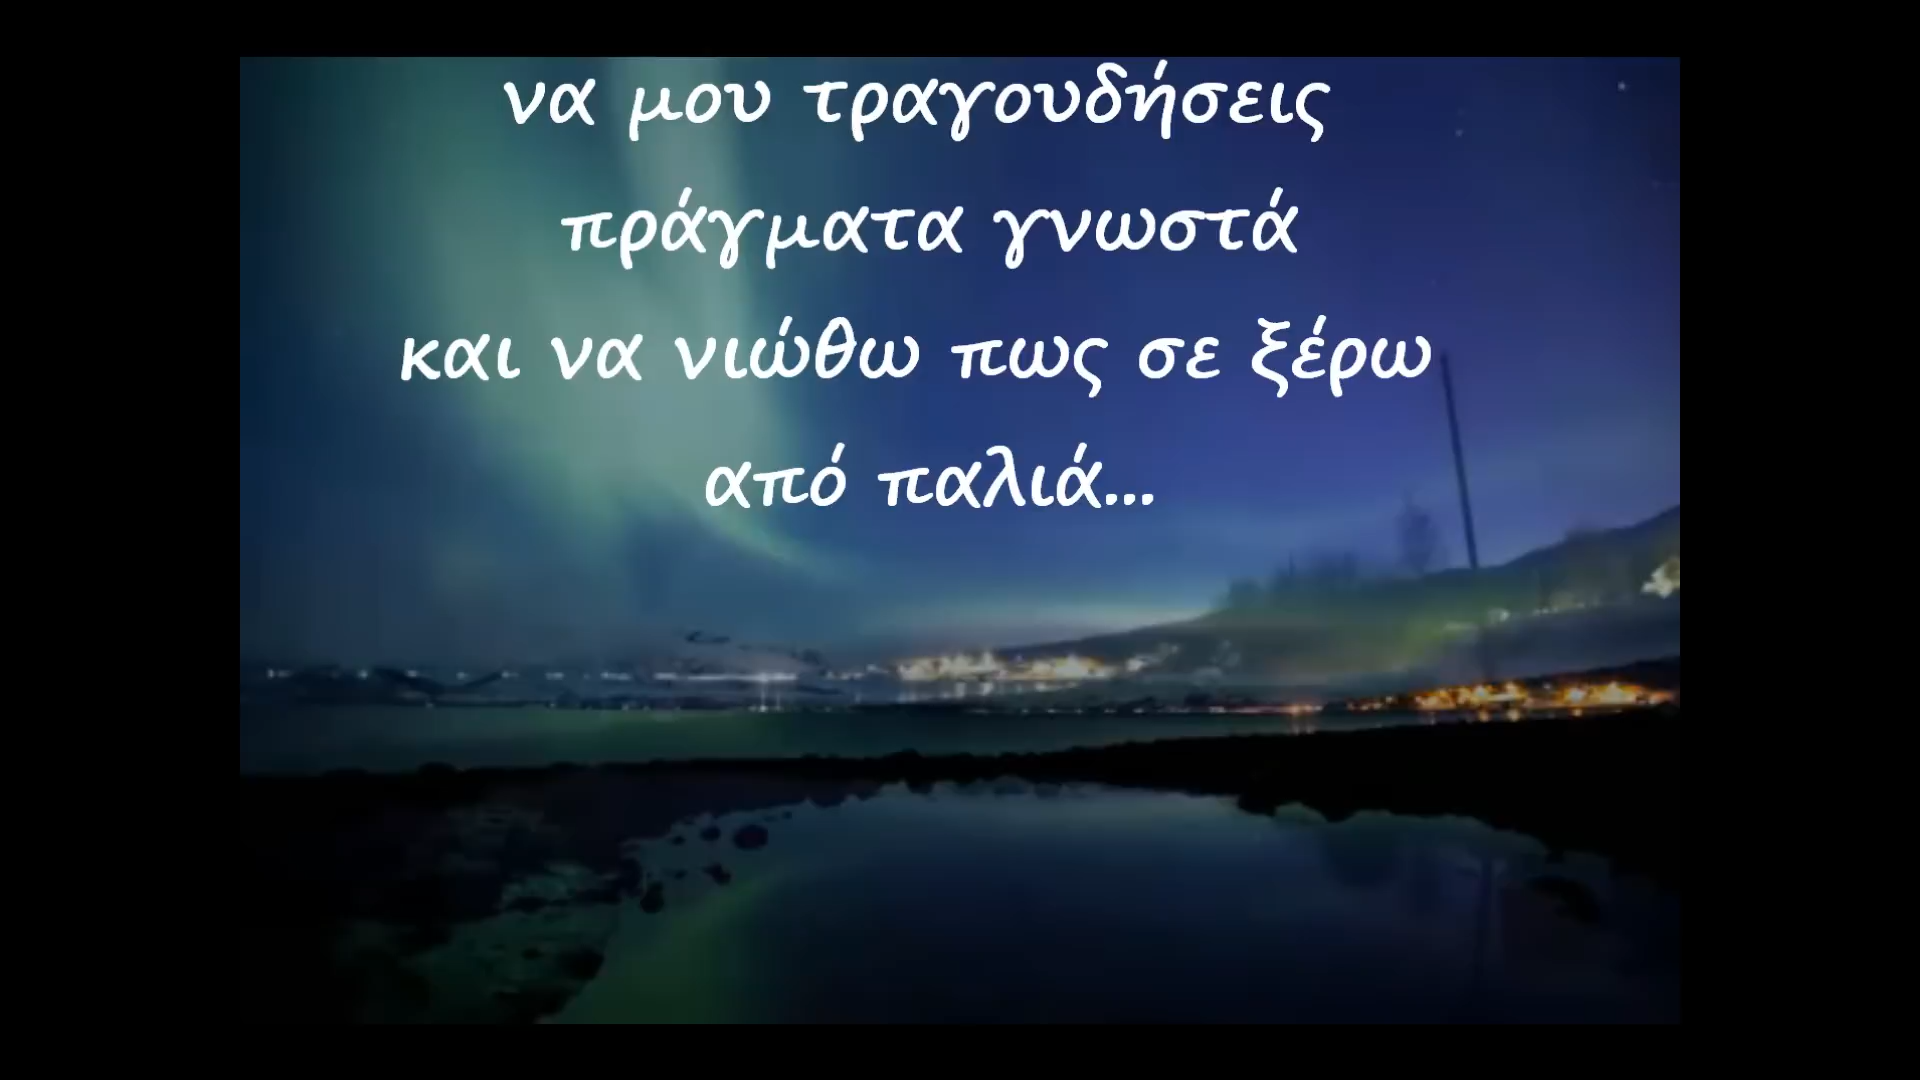 να μου τραγουδήσεις
πράγματα γνωστά
και να νιώθω πως σε ξέρω
από παλιά...